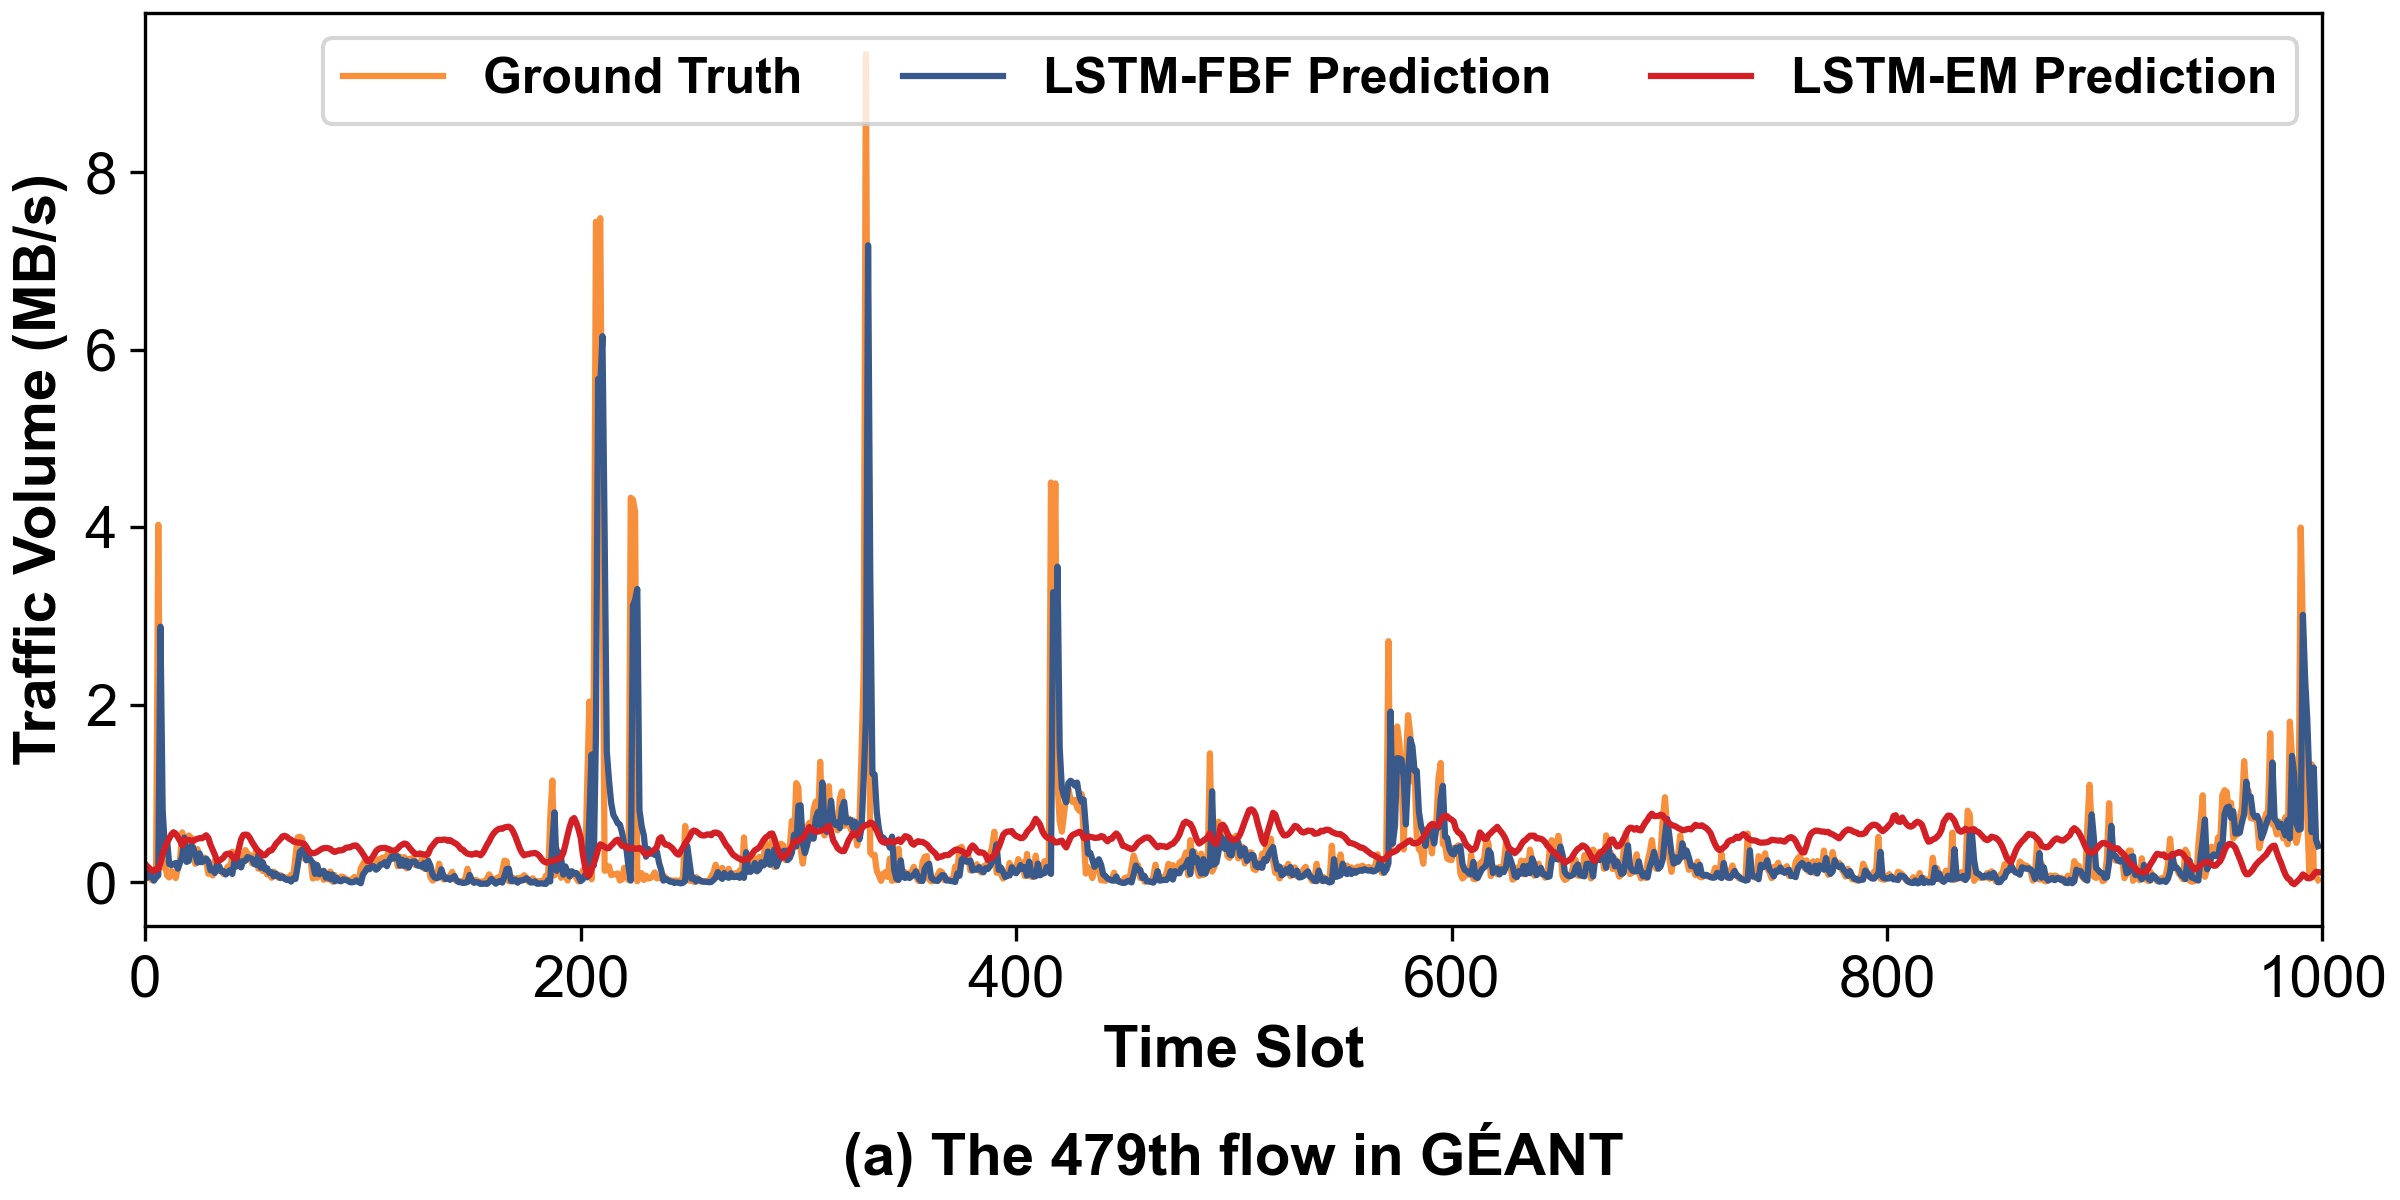 Ground Truth LSTM-FBF Prediction LSTM-EM Prediction
Traffic Volume (MB/s)
8
6
4
2
0
0 200 400 600 800 1000
Time Slot
(a) The 479th flow in GÉANT